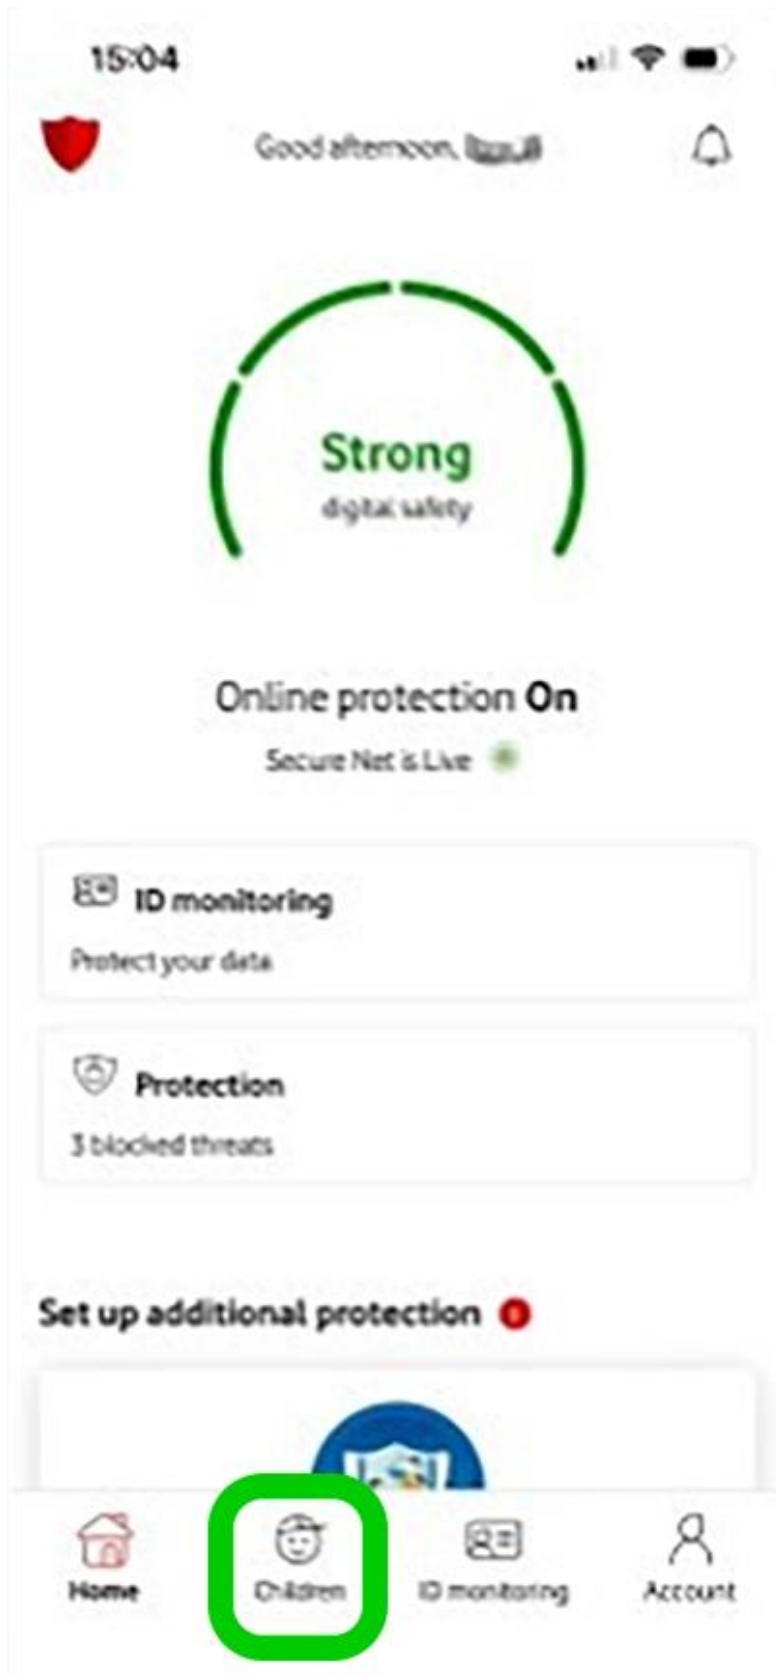 15:04
Good afternoon,
Strong
digital safety
Online protection On
Secure Net is Live
ID monitoring
Protect your data
Protection
3 blocked threats
Set up additional protection
Home
Children
ID monitoring
Account